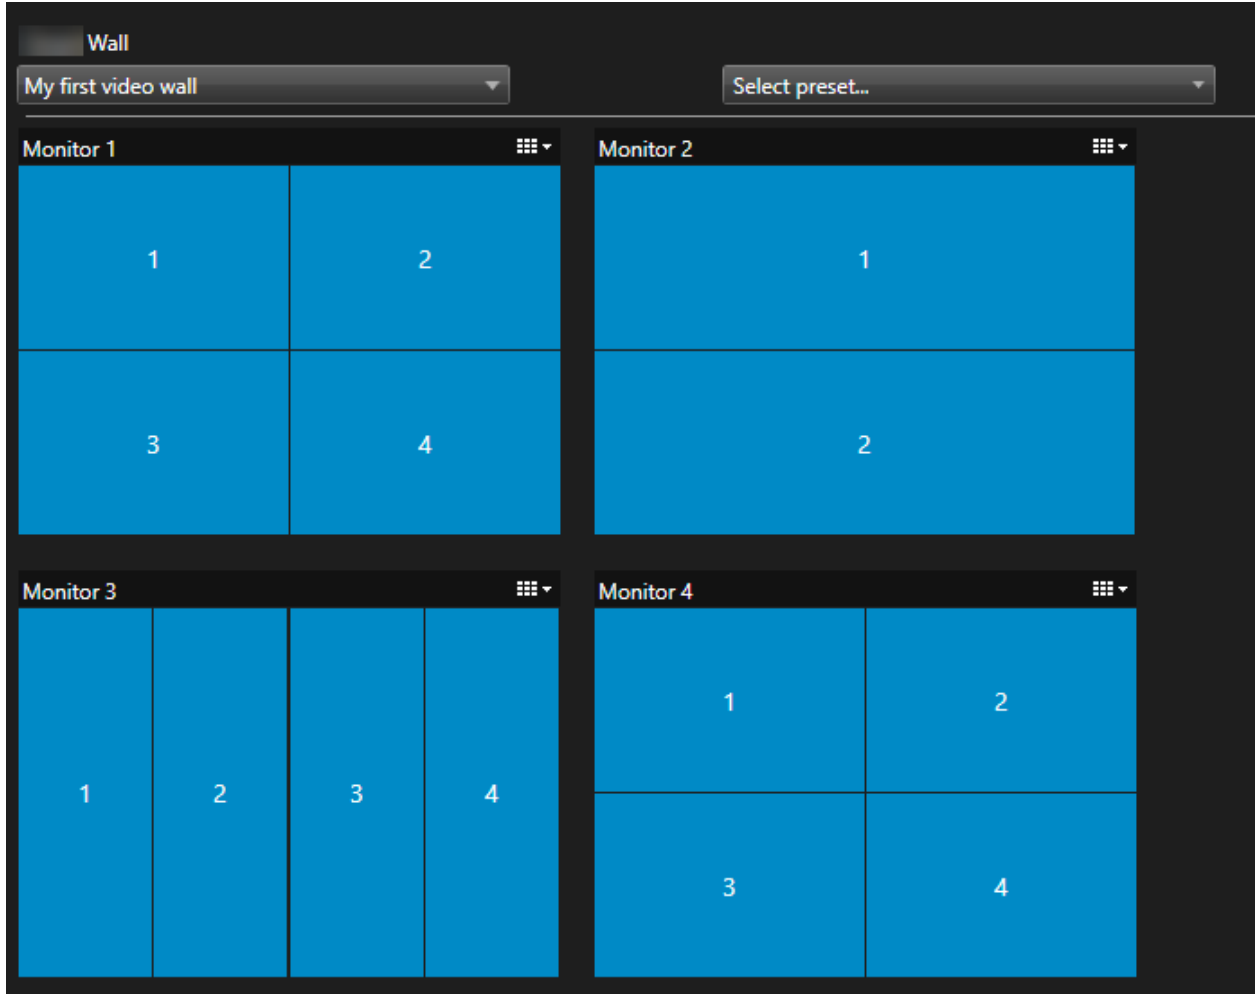 Wall
My first video wall
Select preset...
Monitor 1
Monitor 2
1 2
1
3 4
2
Monitor 3
Monitor 4
1 2
1 2 3 4
3 4